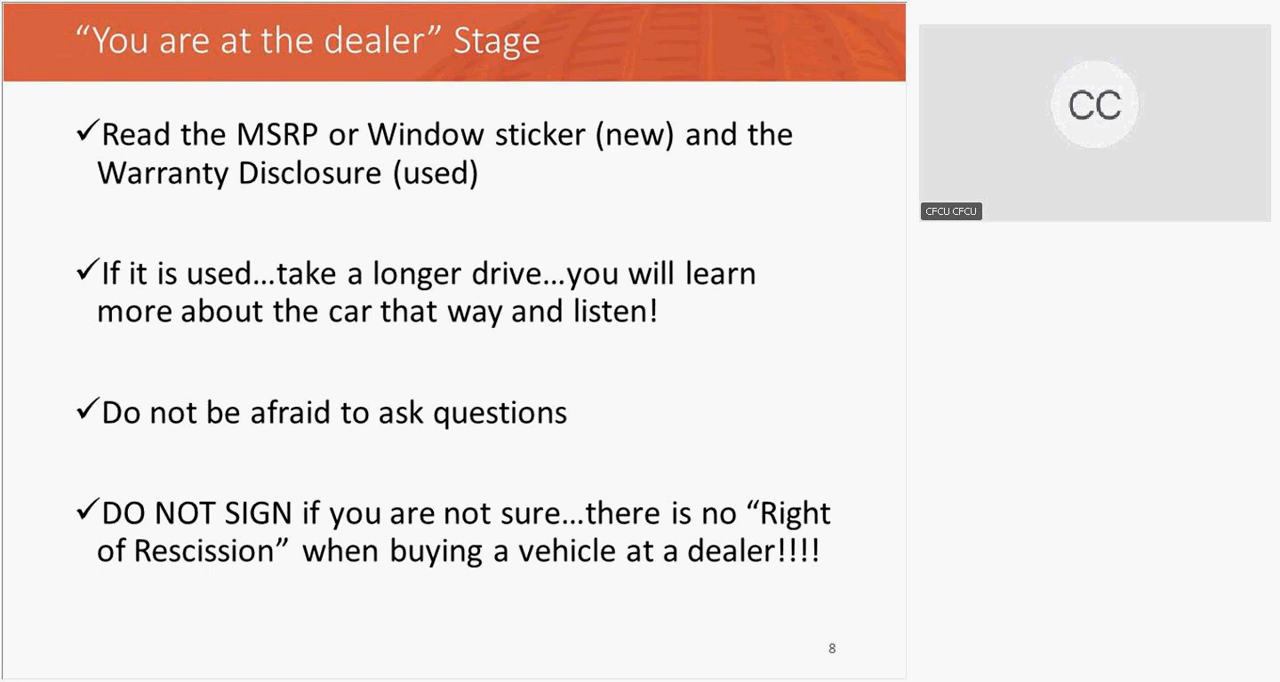 “You are at the dealer” Stage
✓Read the MSRP or Window sticker (new) and the
Warranty Disclosure (used)
✓If it is used...take a longer drive...you will learn
more about the car that way and listen!
✓Do not be afraid to ask questions
✓DO NOT SIGN if you are not sure...there is no “Right
of Rescission” when buying a vehicle at a dealer!!!!
8
CC
CFCU CFCU